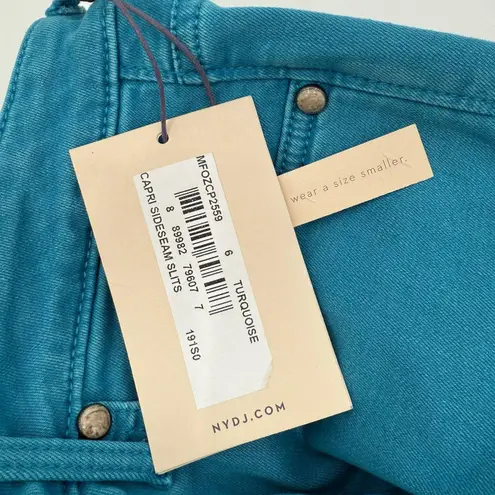 MFOZCP2559
6 TURQUOISE
8 89982 79607 7
CAPRI SIDESEAM SLITS 191S0
NYDJ.COM
wear a size smaller.